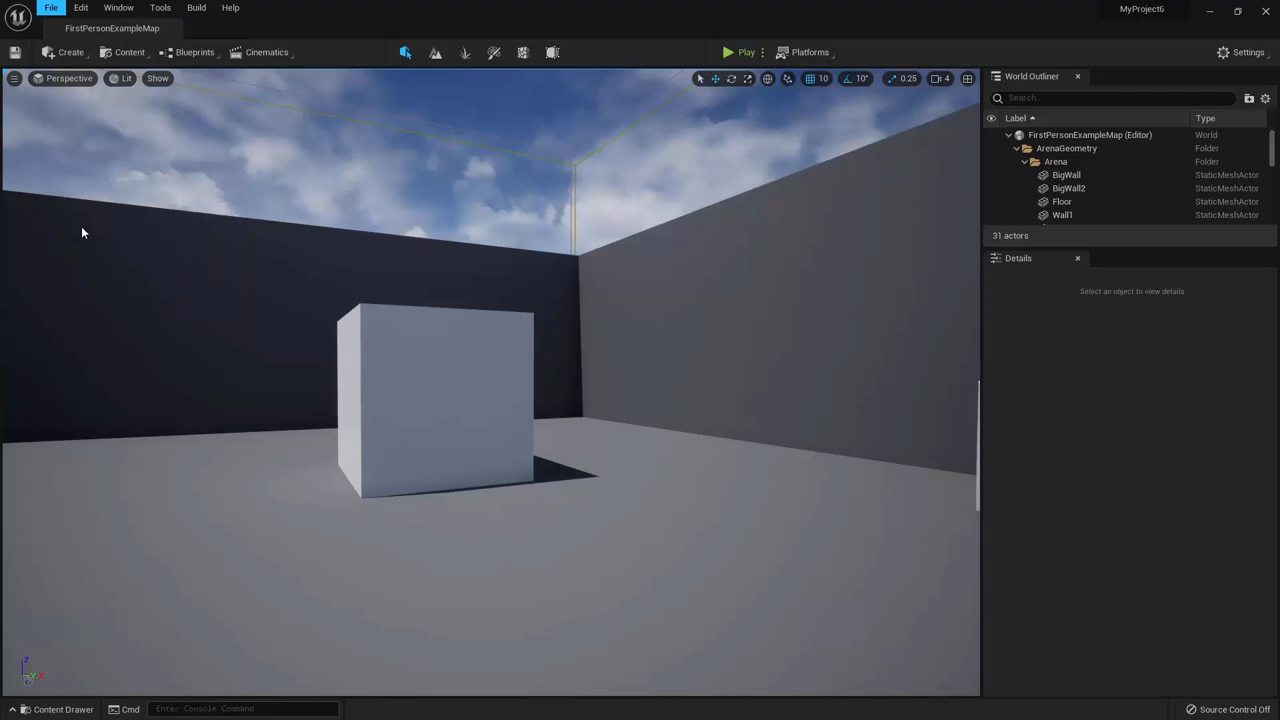 File Edit Window Tools Build Help MyProject6
FirstPersonExampleMap
Create Content Blueprints Cinematics Play Platforms Settings
Perspective Lit Show 10 10° 0.25 4
World Outliner
Search...
Label Type
FirstPersonExampleMap (Editor) World
ArenaGeometry Folder
Arena Folder
BigWall StaticMeshActor
BigWall2 StaticMeshActor
Floor StaticMeshActor
Wall1 StaticMeshActor
31 actors
Details
Select an object to view details
Z
Y X
Content Drawer Cmd Enter Console Command Source Control Off